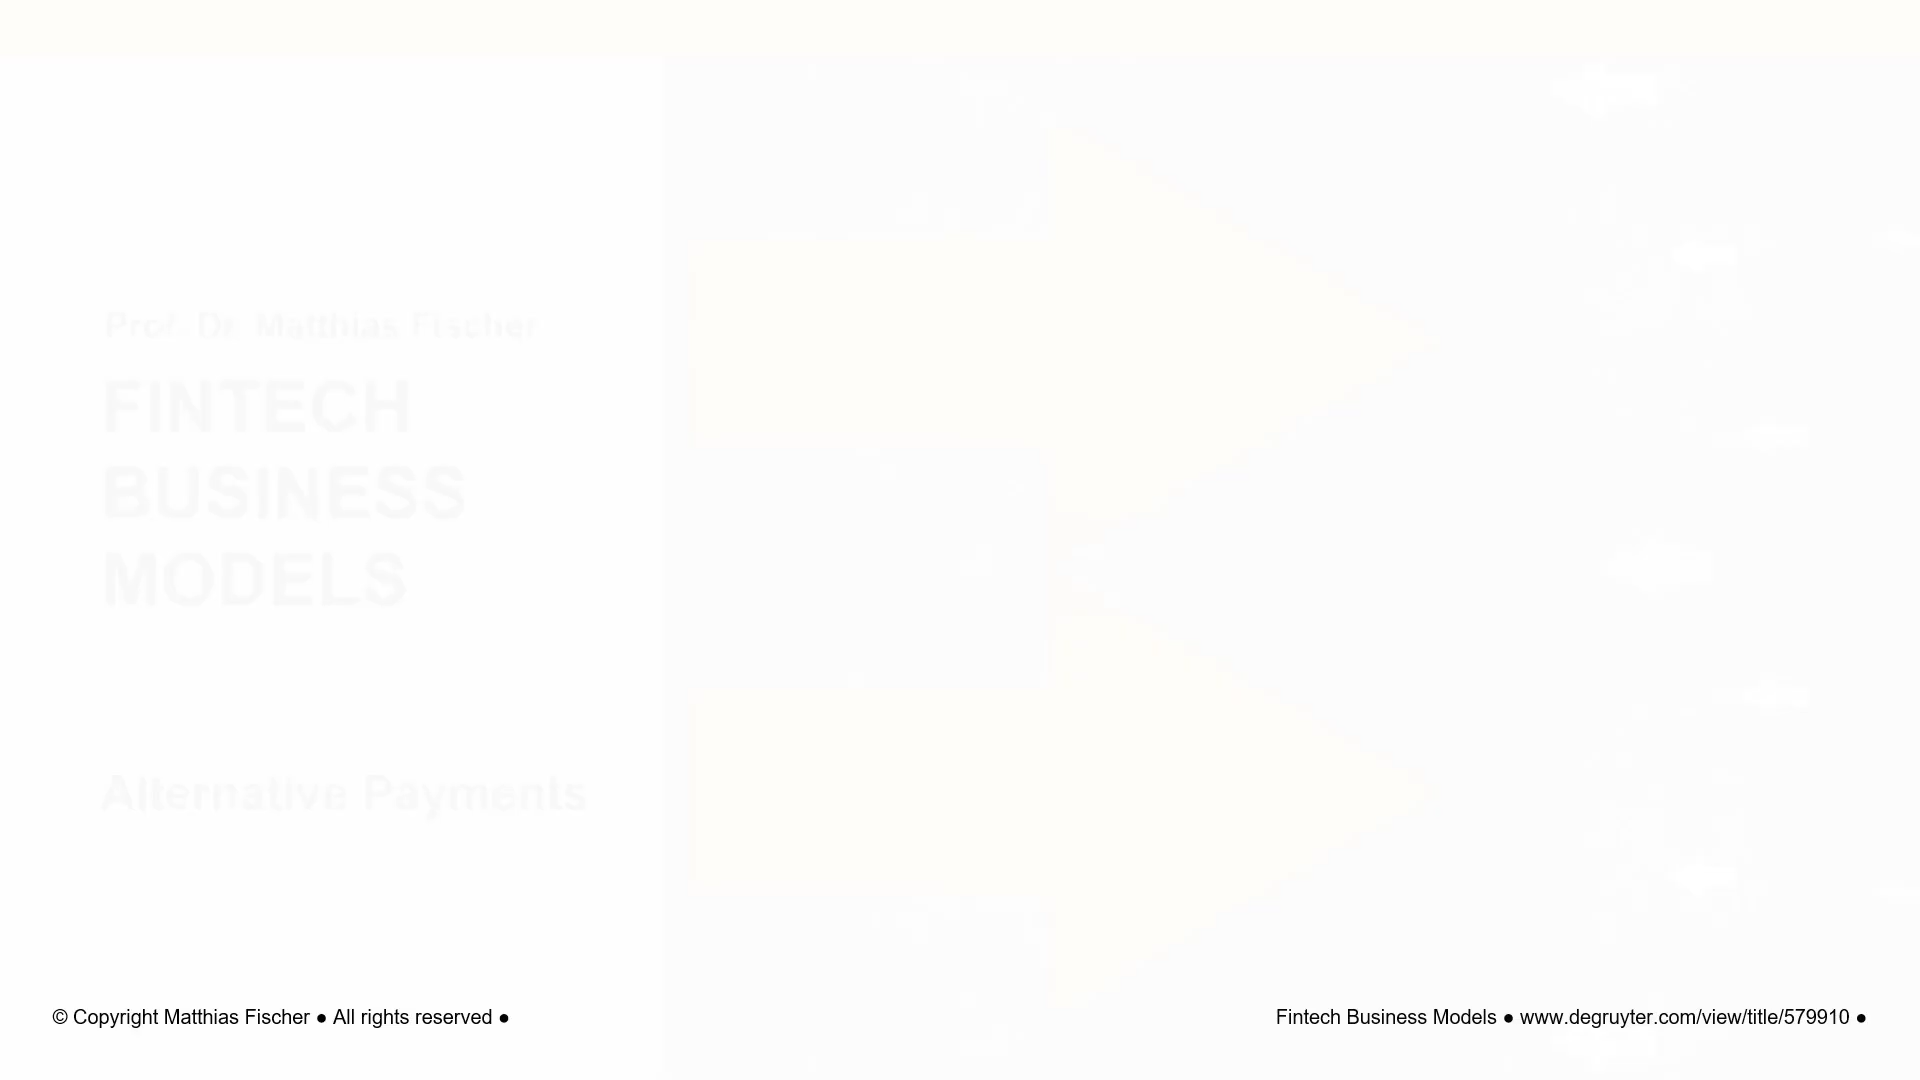 Prof. Dr. Matthias Fischer
FINTECH
BUSINESS
MODELS
Alternative Payments
© Copyright Matthias Fischer ● All rights reserved ●
Fintech Business Models ● www.degruyter.com/view/title/579910 ●